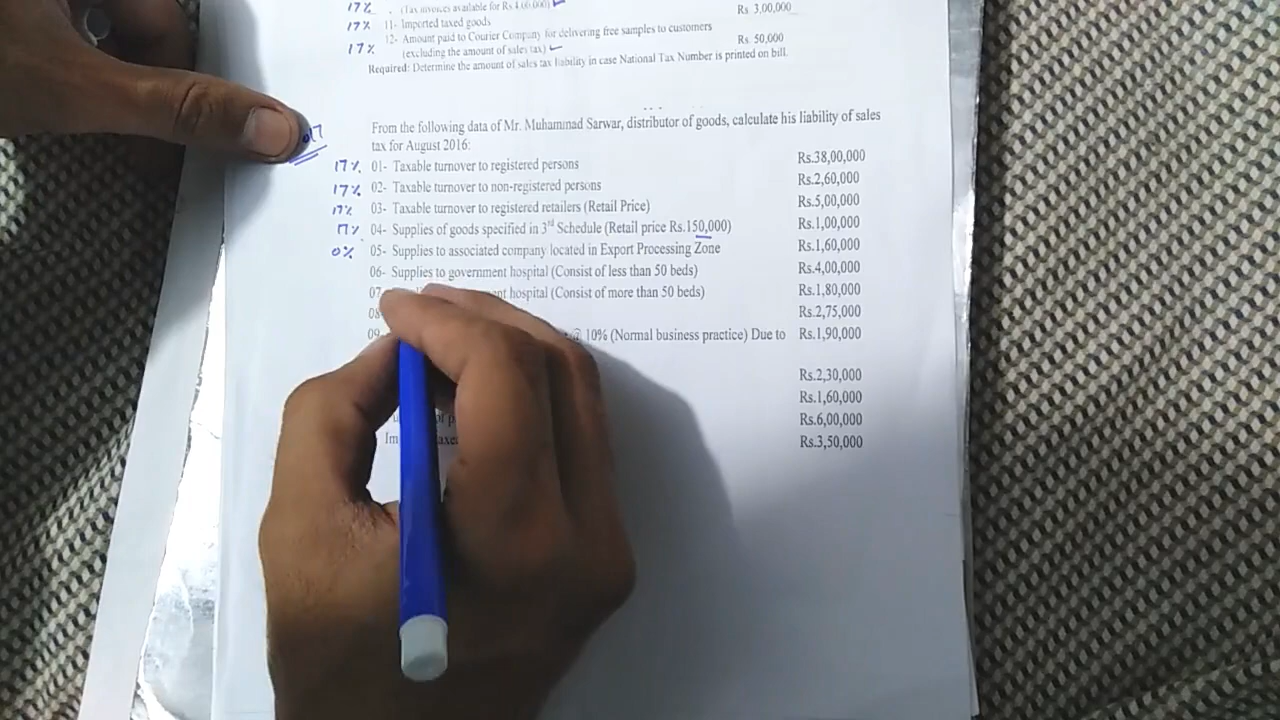 17% (Tax invoices available for Rs.4,00,000)
17% 11- Imported taxed goods Rs 3,00,000
12- Amount paid to Courier Company for delivering free samples to customers
17% (excluding the amount of sales tax) Rs. 50,000
Required: Determine the amount of sales tax liability in case National Tax Number is printed on bill.
From the following data of Mr. Muhammad Sarwar, distributor of goods, calculate his liability of sales
tax for August 2016:
17% 01- Taxable turnover to registered persons Rs.38,00,000
17% 02- Taxable turnover to non-registered persons Rs.2,60,000
17% 03- Taxable turnover to registered retailers (Retail Price) Rs.5,00,000
17% 04- Supplies of goods specified in 3rd Schedule (Retail price Rs.150,000) Rs.1,00,000
0% 05- Supplies to associated company located in Export Processing Zone Rs.1,60,000
06- Supplies to government hospital (Consist of less than 50 beds) Rs.4,00,000
07- hospital (Consist of more than 50 beds) Rs.1,80,000
08 Rs.2,75,000
09- @ 10% (Normal business practice) Due to Rs.1,90,000
Rs.2,30,000
Rs.1,60,000
Rs.6,00,000
Rs.3,50,000